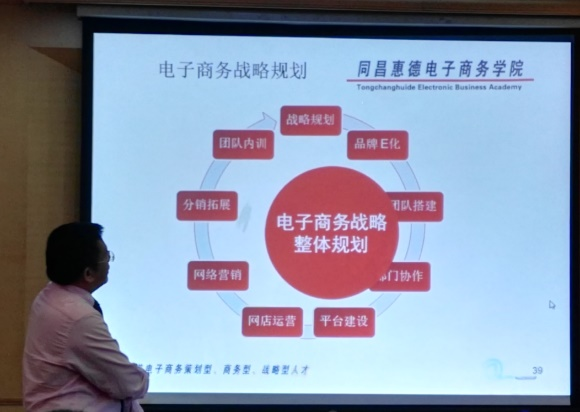 电子商务战略规划
同昌惠德电子商务学院
Tongchanghuide Electronic Business Academy
战略规划
团队内训
品牌E化
分销拓展
团队搭建
电子商务战略
整体规划
网络营销
部门协作
网店运营
平台建设
电子商务策划型、商务型、战略型人才
39